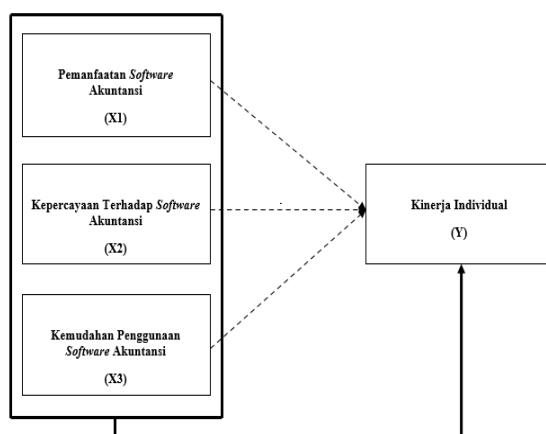 Pemanfaatan Software
Akuntansi
(X1)
Kepercayaan Terhadap Software
Akuntansi
(X2)
Kemudahan Penggunaan
Software Akuntansi
(X3)
Kinerja Individual
(Y)